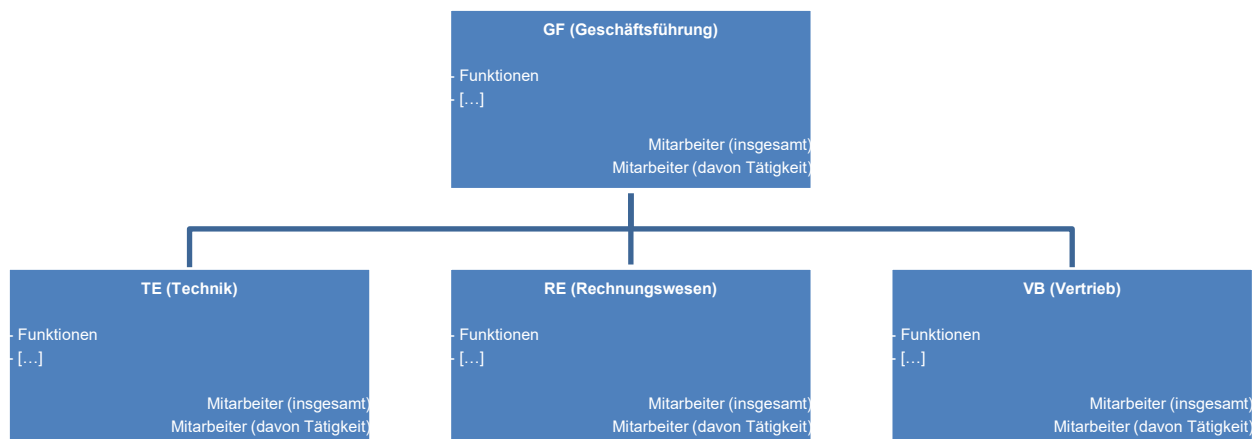 GF (Geschäftsführung)
- Funktionen
- […]
Mitarbeiter (insgesamt)
Mitarbeiter (davon Tätigkeit)
TE (Technik)
- Funktionen
- […]
Mitarbeiter (insgesamt)
Mitarbeiter (davon Tätigkeit)
RE (Rechnungswesen)
- Funktionen
- […]
Mitarbeiter (insgesamt)
Mitarbeiter (davon Tätigkeit)
VB (Vertrieb)
- Funktionen
- […]
Mitarbeiter (insgesamt)
Mitarbeiter (davon Tätigkeit)